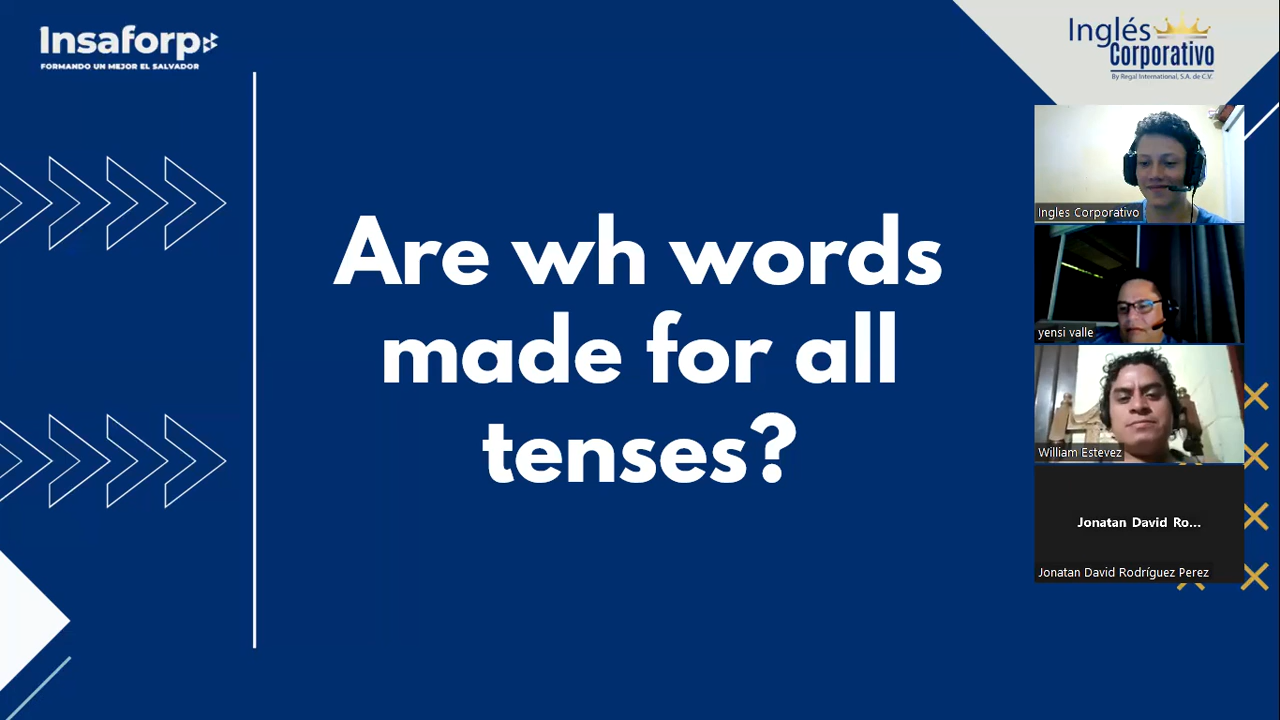 Insaforp
FORMANDO UN MEJOR EL SALVADOR
Inglés
Corporativo
By Regal International, S.A. de C.V.
Are wh words
made for all
tenses?
Ingles Corporativo
yensi valle
William Estevez
Jonatan David Ro...
Jonatan David Rodríguez Perez